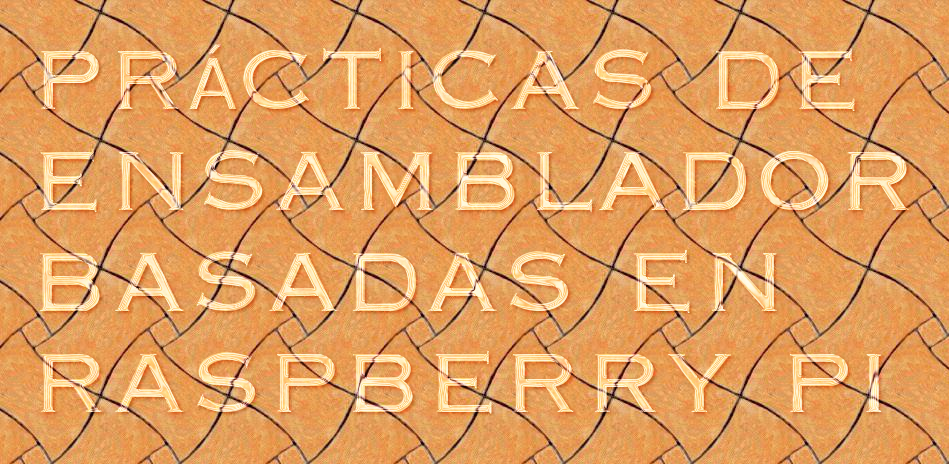 PRÁCTICAS DE
ENSAMBLADOR
BASADAS EN
RASPBERRY PI